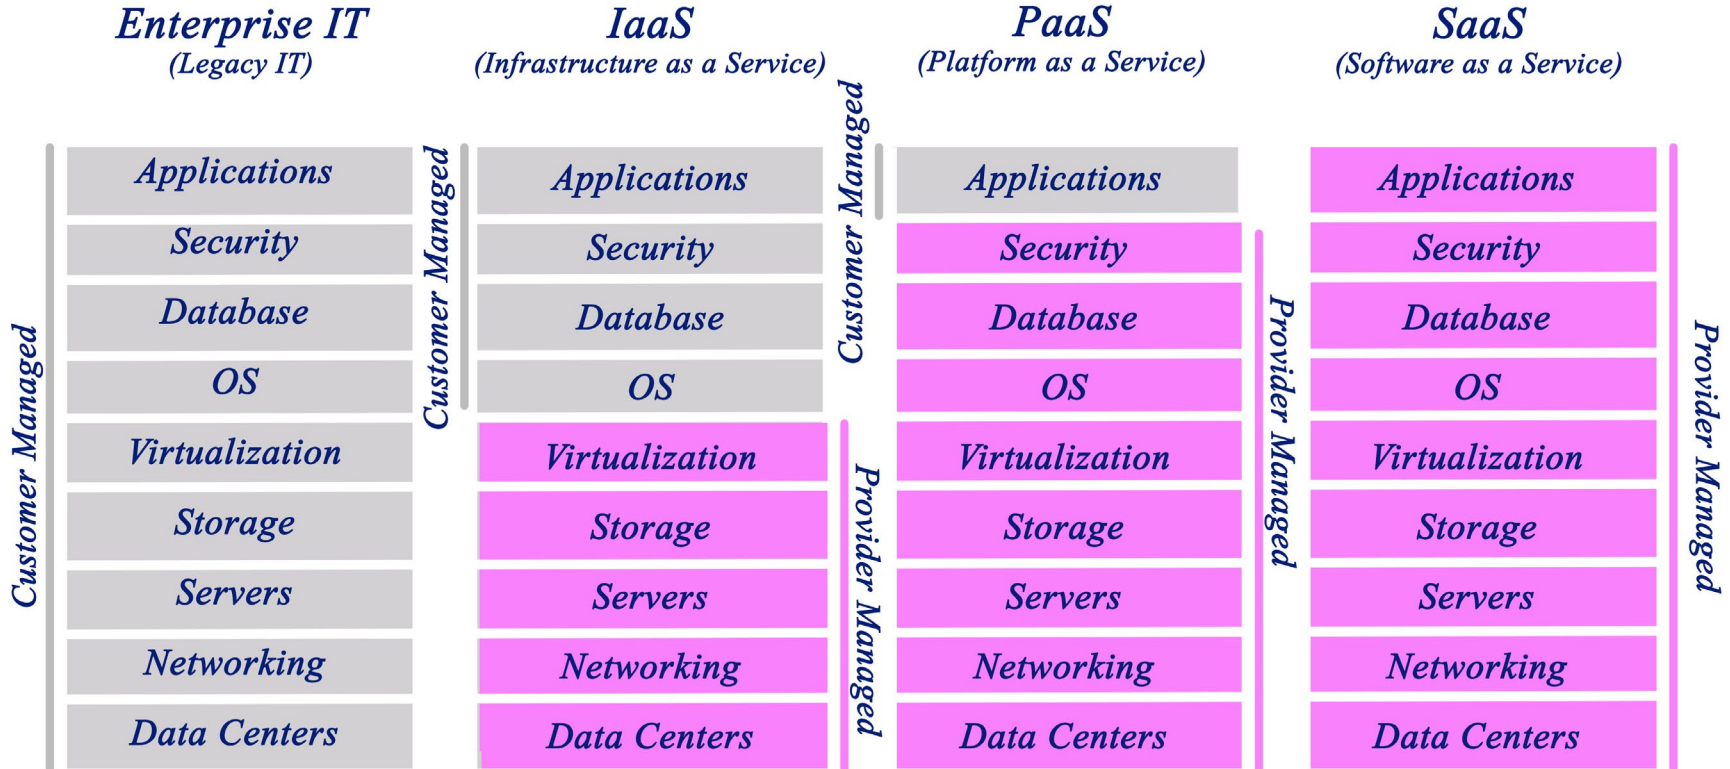 Enterprise IT
(Legacy IT)
Customer Managed
Applications
Security
Database
OS
Virtualization
Storage
Servers
Networking
Data Centers
IaaS
(Infrastructure as a Service)
Customer Managed
Applications
Security
Database
OS
Virtualization
Storage
Servers
Networking
Data Centers
Provider Managed
PaaS
(Platform as a Service)
Customer Managed
Applications
Security
Database
OS
Virtualization
Storage
Servers
Networking
Data Centers
Provider Managed
SaaS
(Software as a Service)
Applications
Security
Database
OS
Virtualization
Storage
Servers
Networking
Data Centers
Provider Managed